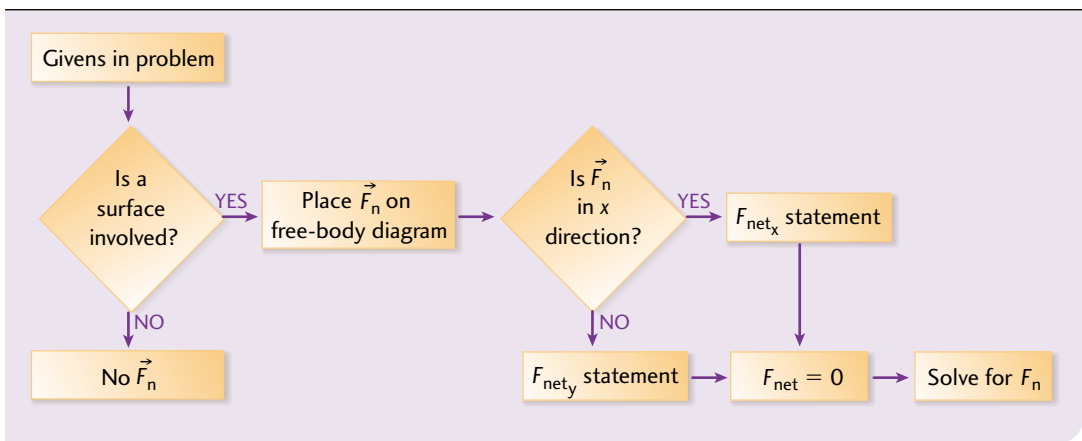 Givens in problem
Is a
surface
involved?
YES
Place F⃗n on
free-body diagram
Is F⃗n
in x
direction?
YES
Fnetx statement
NO
No F⃗n
NO
Fnety statement
Fnet = 0
Solve for Fn